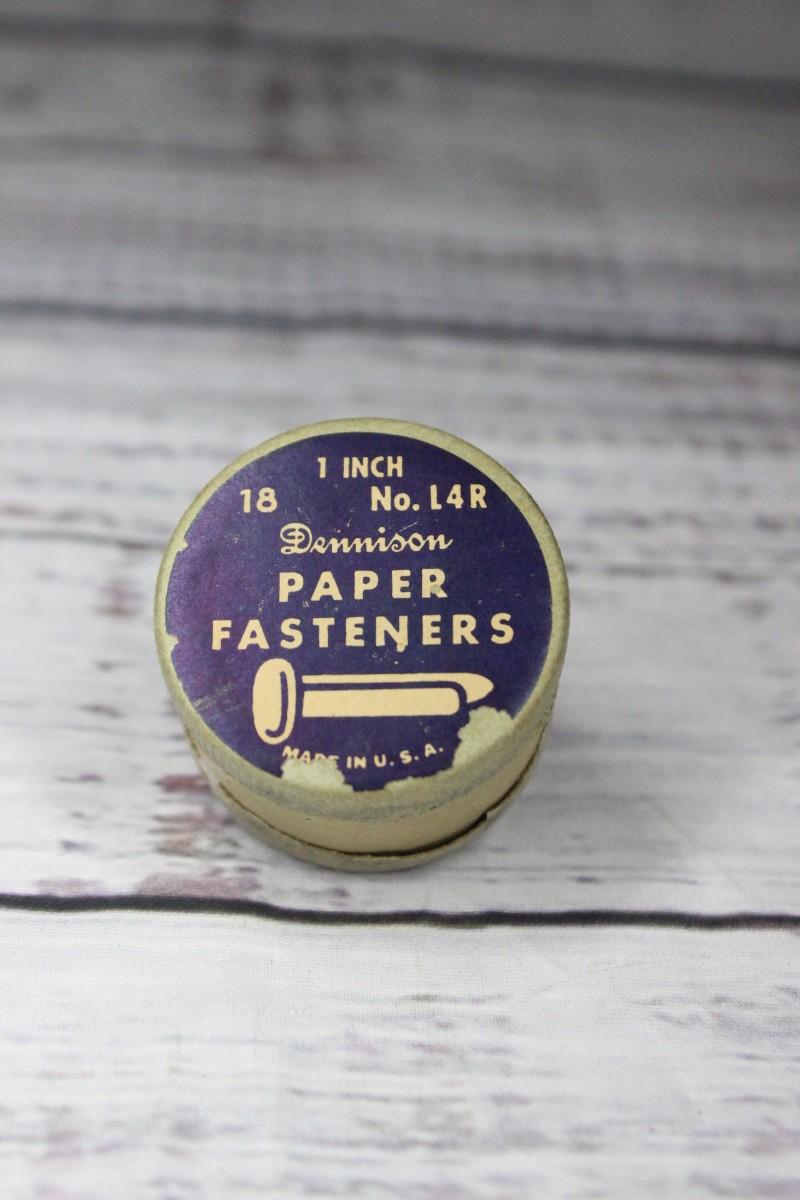 1 INCH
18 No. L4R
Dennison
PAPER
FASTENERS
MADE IN U. S. A.